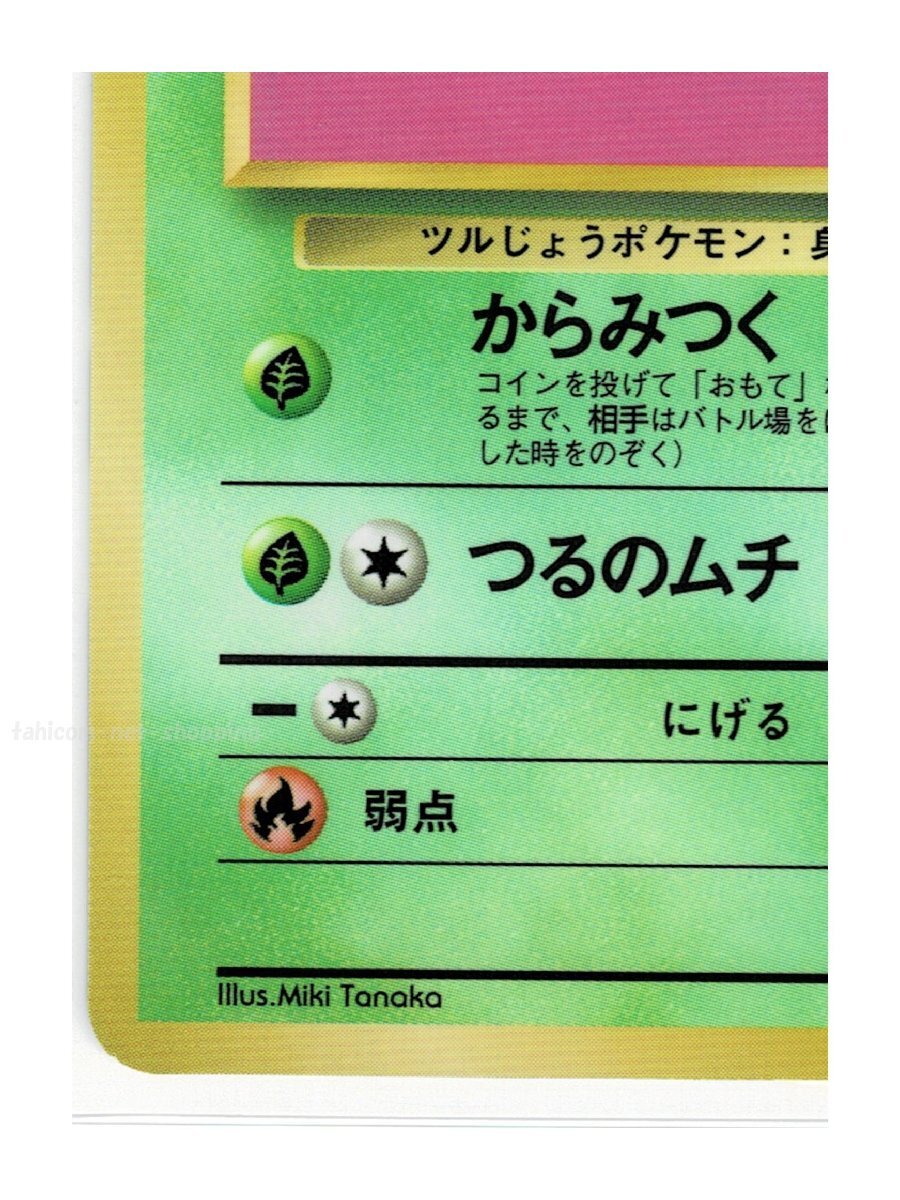 ツルじょうポケモン：身
からみつく
コインを投げて「おもて」
るまで、相手はバトル場を
した時をのぞく）
つるのムチ
にげる
弱点
Illus.Miki Tanaka